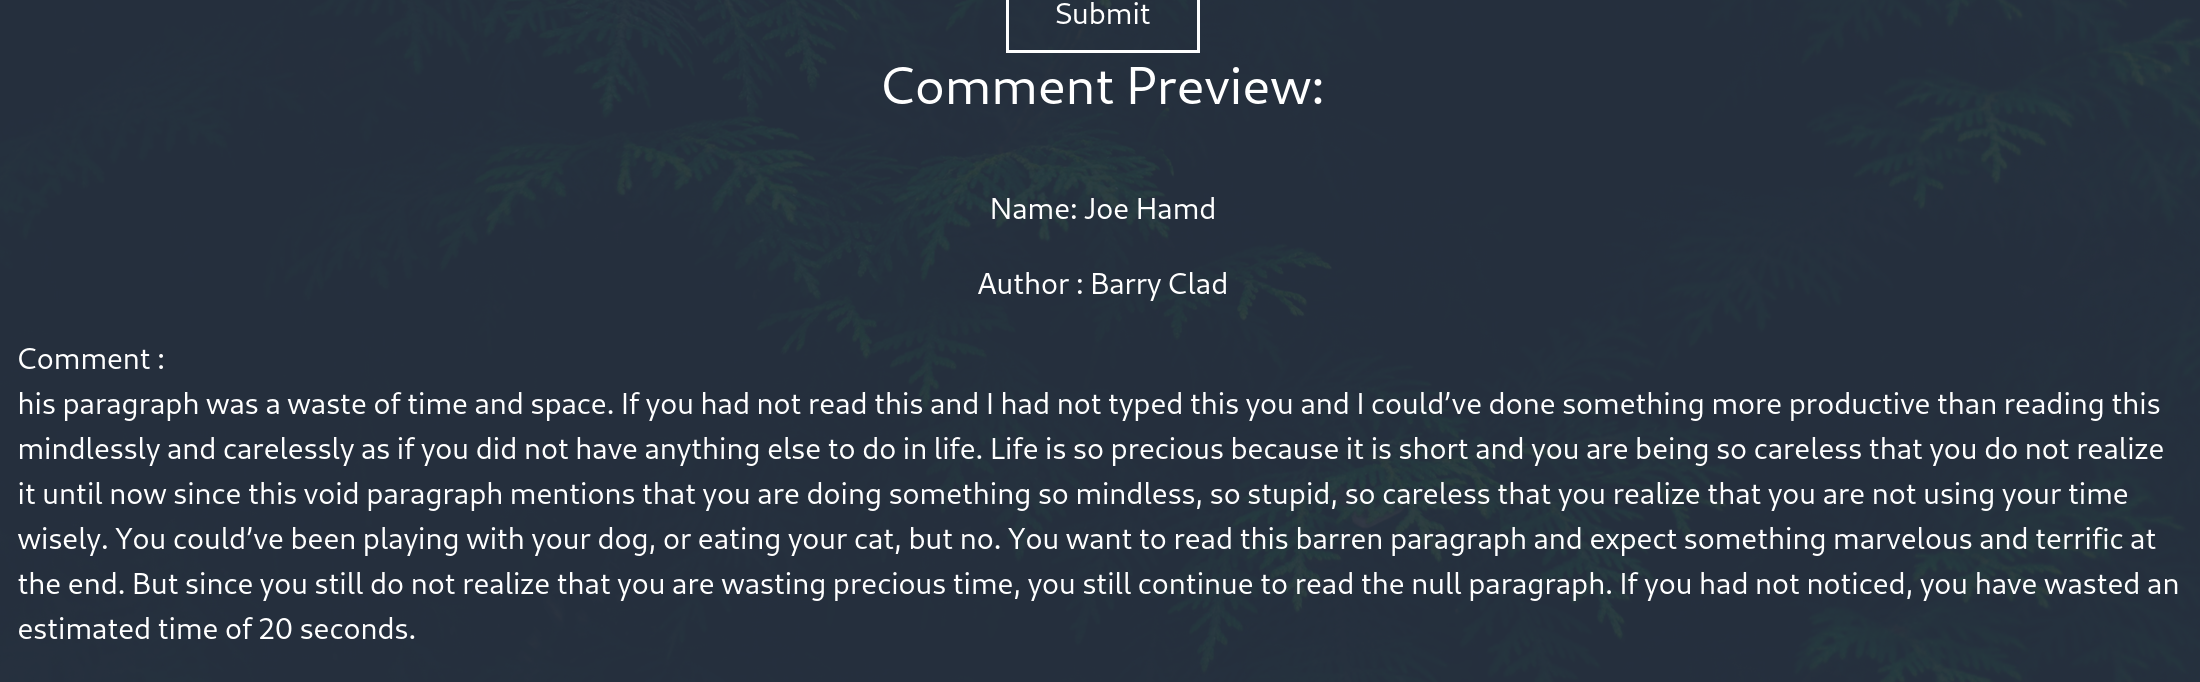 Submit
Comment Preview:
Name: Joe Hamd
Author : Barry Clad
Comment :
his paragraph was a waste of time and space. If you had not read this and I had not typed this you and I could’ve done something more productive than reading this
mindlessly and carelessly as if you did not have anything else to do in life. Life is so precious because it is short and you are being so careless that you do not realize
it until now since this void paragraph mentions that you are doing something so mindless, so stupid, so careless that you realize that you are not using your time
wisely. You could’ve been playing with your dog, or eating your cat, but no. You want to read this barren paragraph and expect something marvelous and terrific at
the end. But since you still do not realize that you are wasting precious time, you still continue to read the null paragraph. If you had not noticed, you have wasted an
estimated time of 20 seconds.